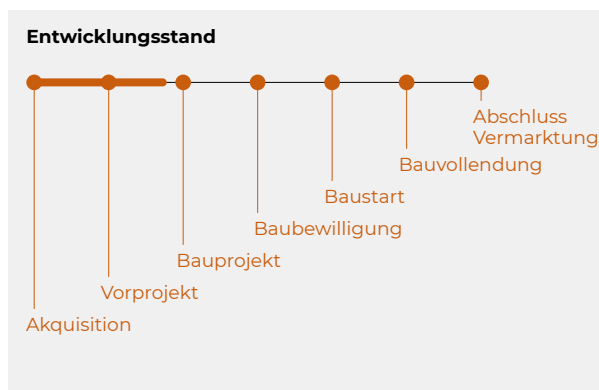 Entwicklungsstand
Abschluss
Vermarktung
Bauvollendung
Baustart
Baubewilligung
Bauprojekt
Vorprojekt
Akquisition